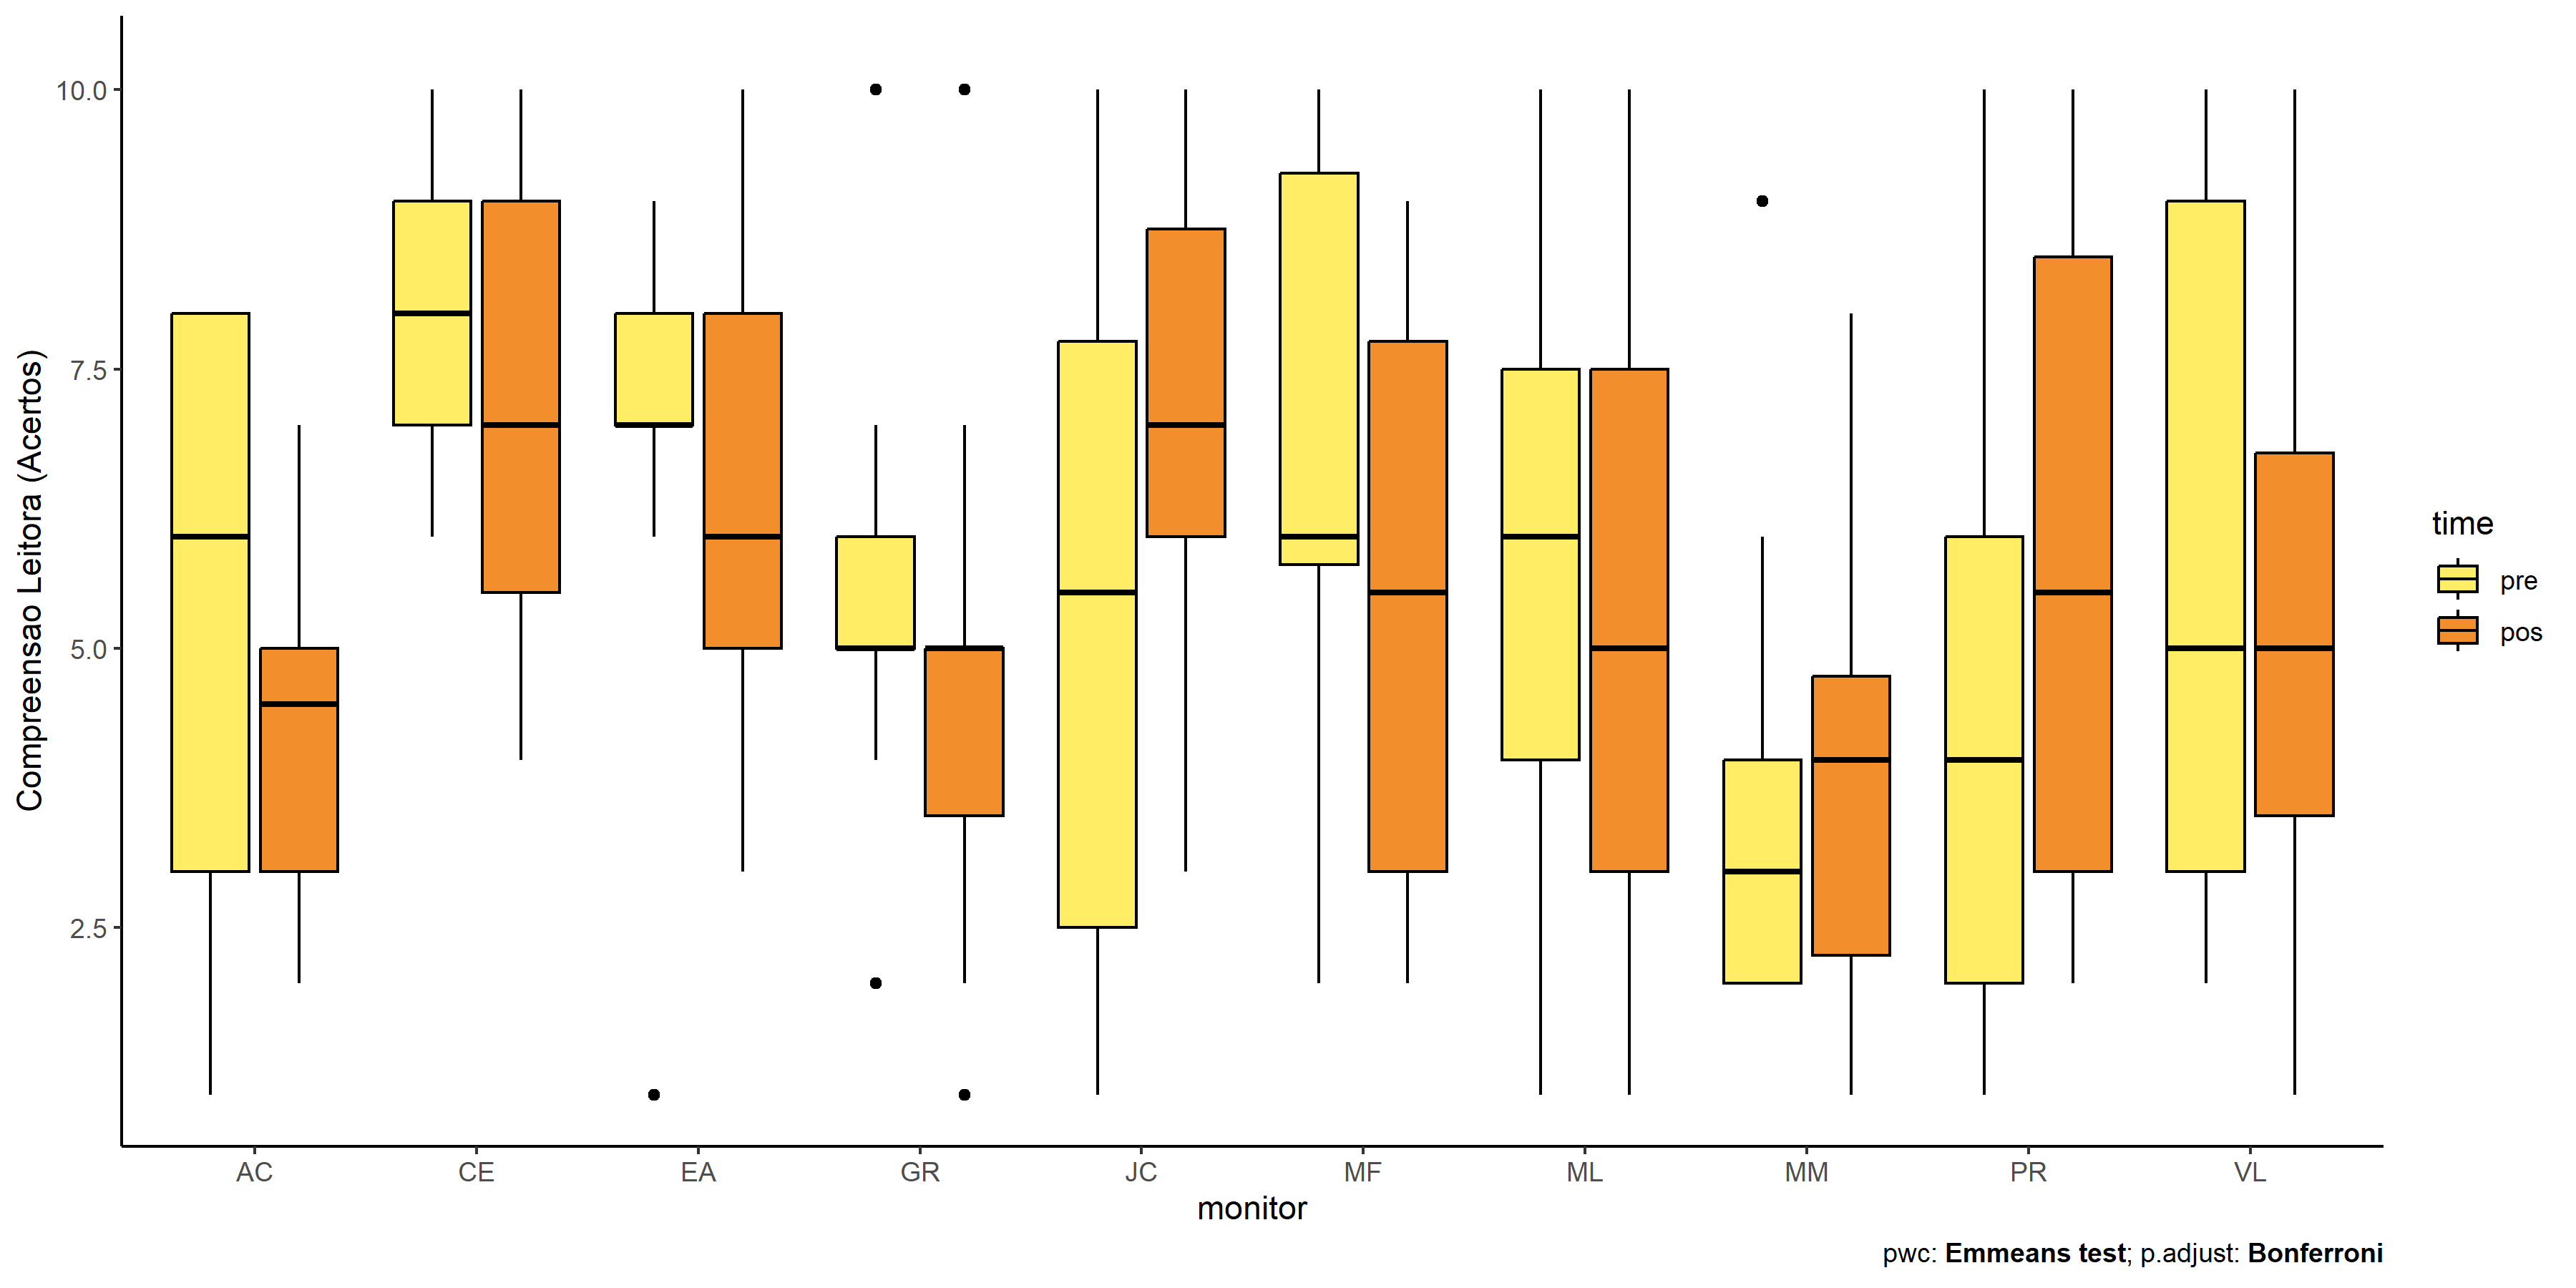 Compreensao Leitora (Acertos)
10.0
7.5
5.0
2.5
AC CE EA GR JC MF ML MM PR VL
monitor
time
pre
pos
pwc: Emmeans test; p.adjust: Bonferroni